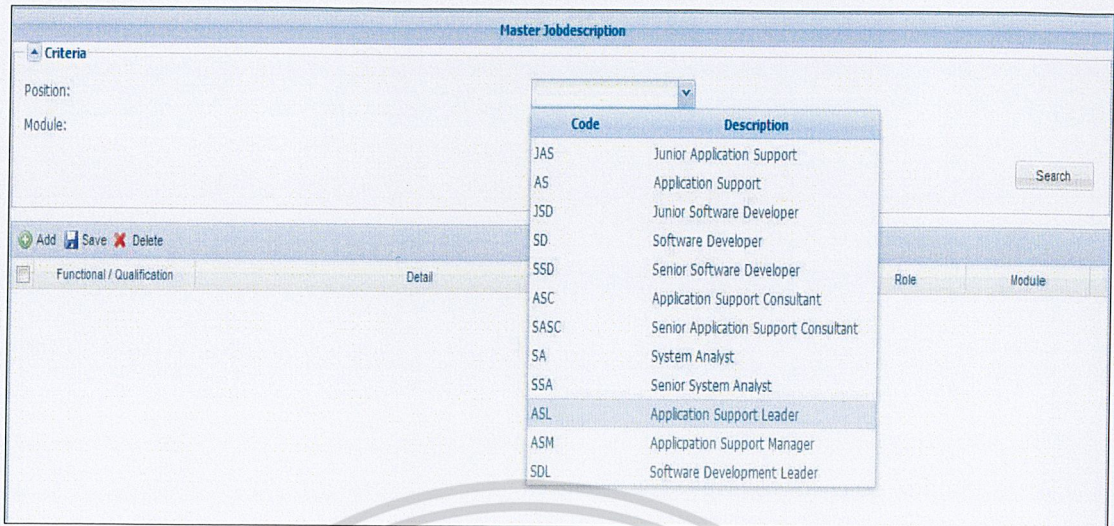 Master Jobdescription
Criteria
Position:
Module:
Code Description
JAS Junior Application Support
AS Application Support
Search
JSD Junior Software Developer
Add Save Delete
SD Software Developer
Functional / Qualification Detail Role Module
SSD Senior Software Developer
ASC Application Support Consultant
SASC Senior Application Support Consultant
SA System Analyst
SSA Senior System Analyst
ASL Application Support Leader
ASM Applicpation Support Manager
SDL Software Development Leader